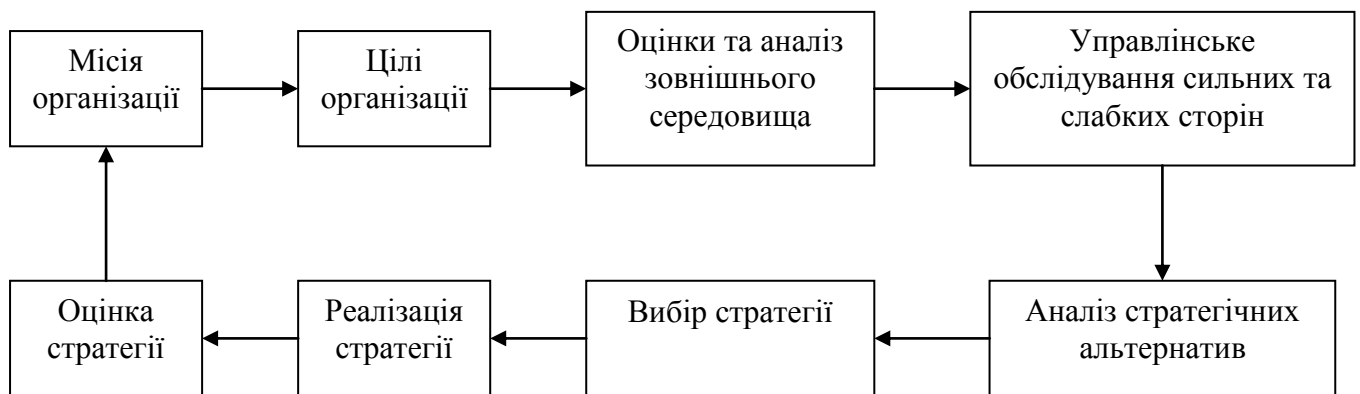 Місія
організації
Цілі
організації
Оцінки та аналіз
зовнішнього
середовища
Управлінське
обслідування сильних та
слабких сторін
Оцінка
стратегії
Реалізація
стратегії
Вибір стратегії
Аналіз стратегічних
альтернатив